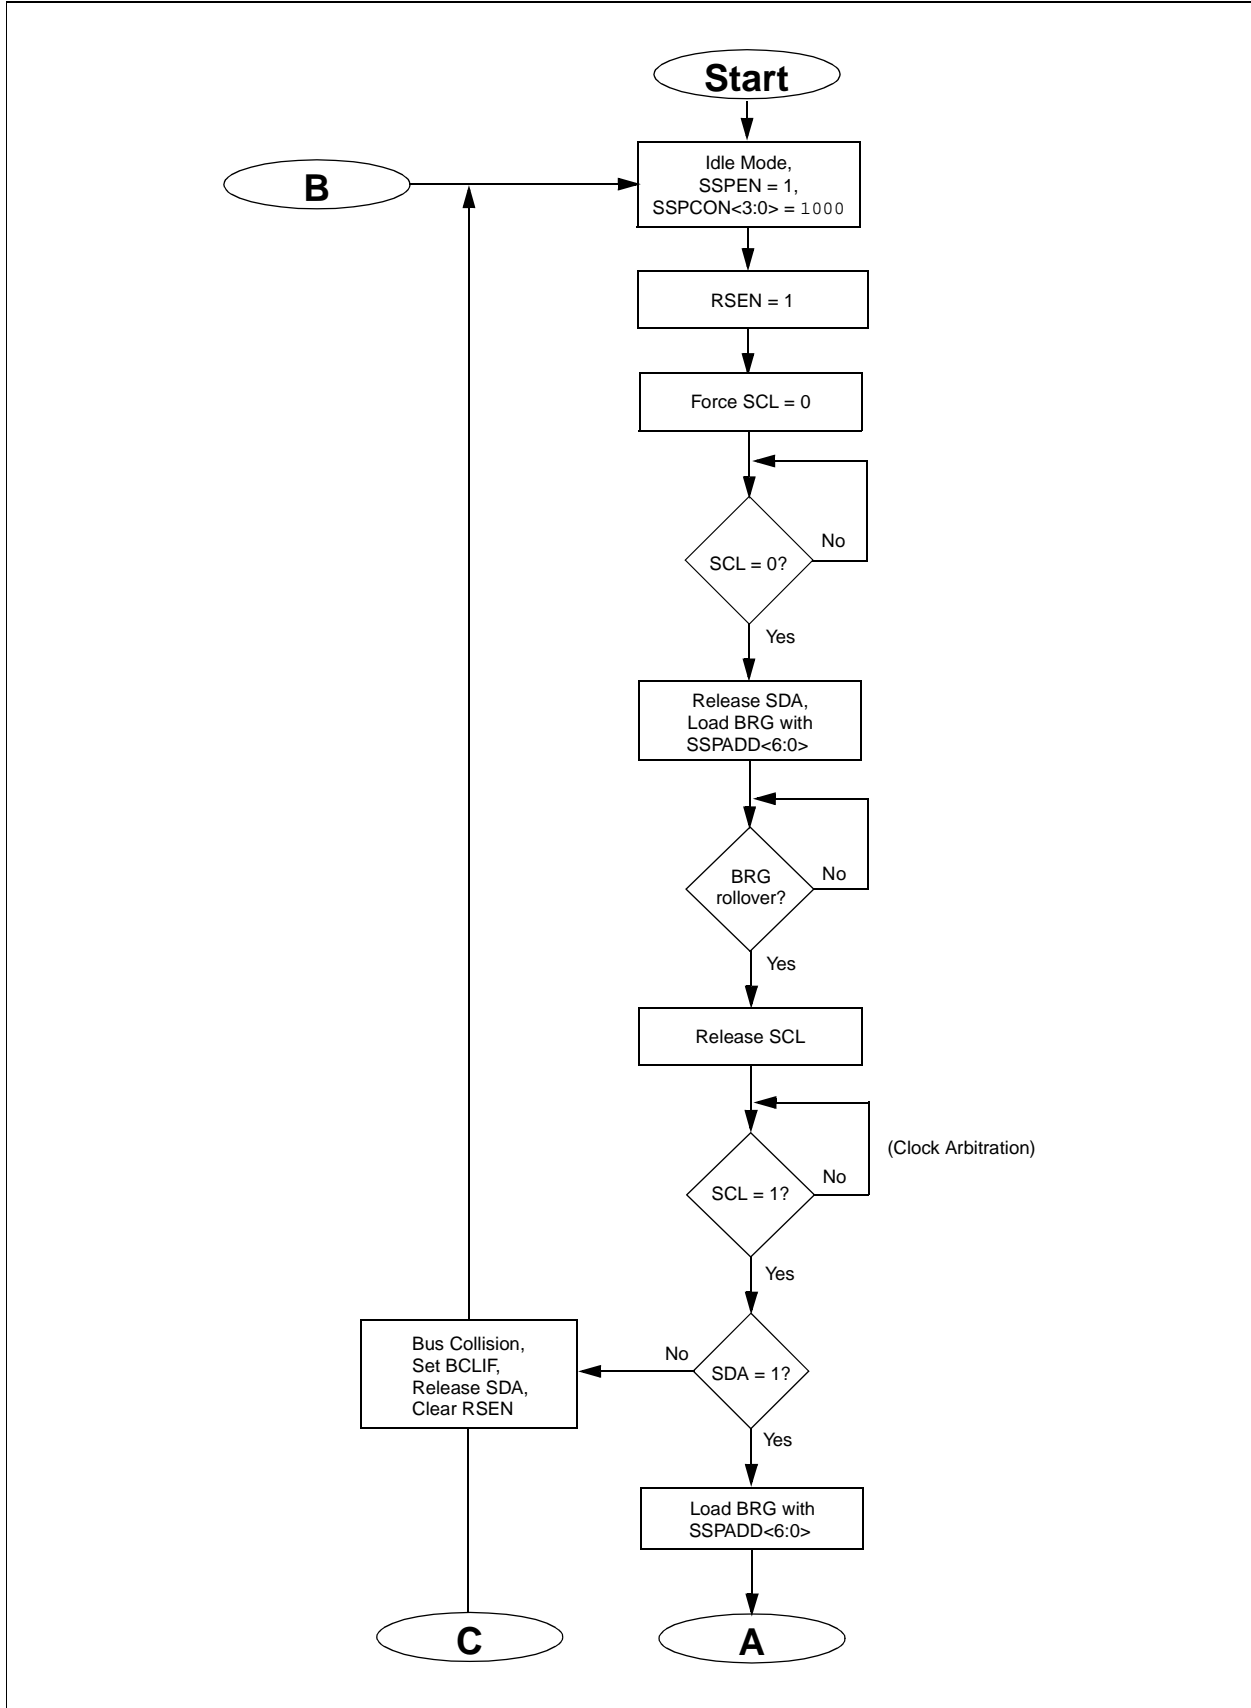 Start
B
Idle Mode,
SSPEN = 1,
SSPCON<3:0> = 1000
RSEN = 1
Force SCL = 0
SCL = 0?
No
Yes
Release SDA,
Load BRG with
SSPADD<6:0>
BRG
rollover?
No
Yes
Release SCL
(Clock Arbitration)
SCL = 1?
No
Yes
Bus Collision,
Set BCLIF,
Release SDA,
Clear RSEN
No
SDA = 1?
Yes
Load BRG with
SSPADD<6:0>
C
A